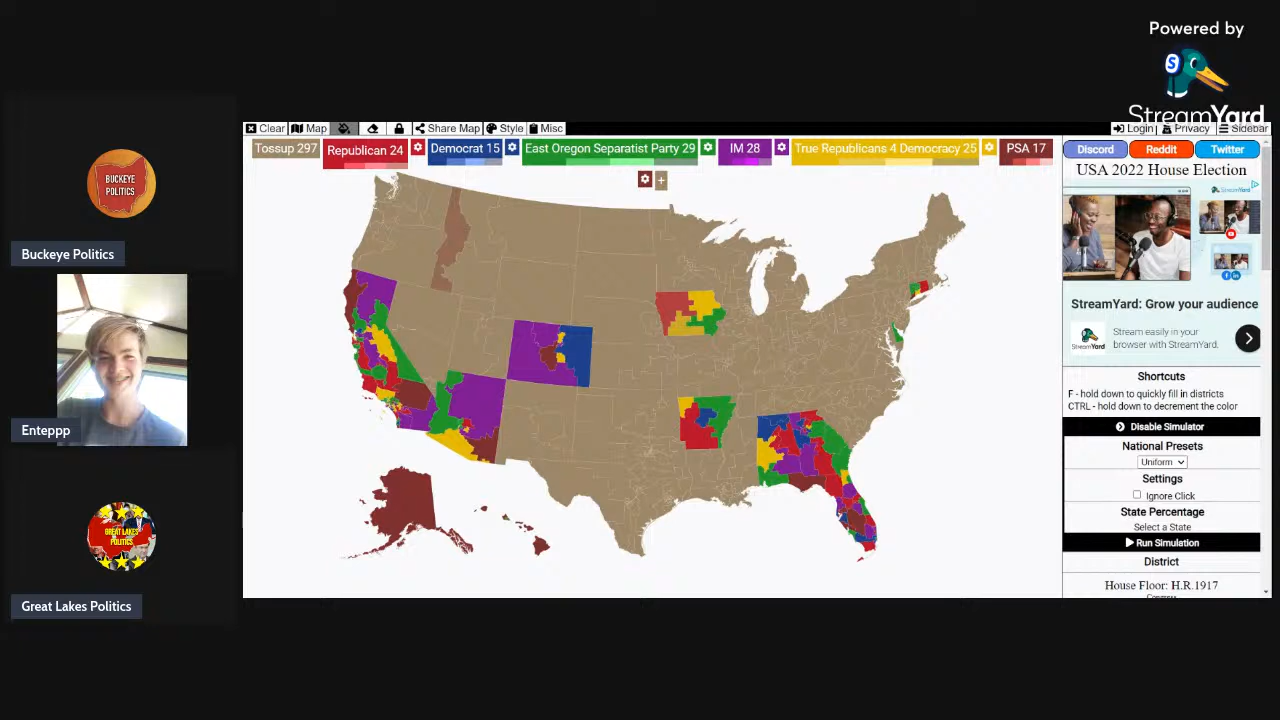 Powered by
StreamYard
BUCKEYE
POLITICS
Buckeye Politics
Enteppp
GREAT LAKES
POLITICS
Great Lakes Politics
Clear Map Share Map Style Misc Login Privacy Sidebar
Tossup 297 Republican 24 Democrat 15 East Oregon Separatist Party 29 IM 28 True Republicans 4 Democracy 25 PSA 17
+
Discord Reddit Twitter
USA 2022 House Election
StreamYard
StreamYard: Grow your audience
Stream easily in your
browser with StreamYard.
Shortcuts
F - hold down to quickly fill in districts
CTRL - hold down to decrement the color
Disable Simulator
National Presets
Uniform
Settings
Ignore Click
State Percentage
Select a State
Run Simulation
District
House Floor: H.R.1917